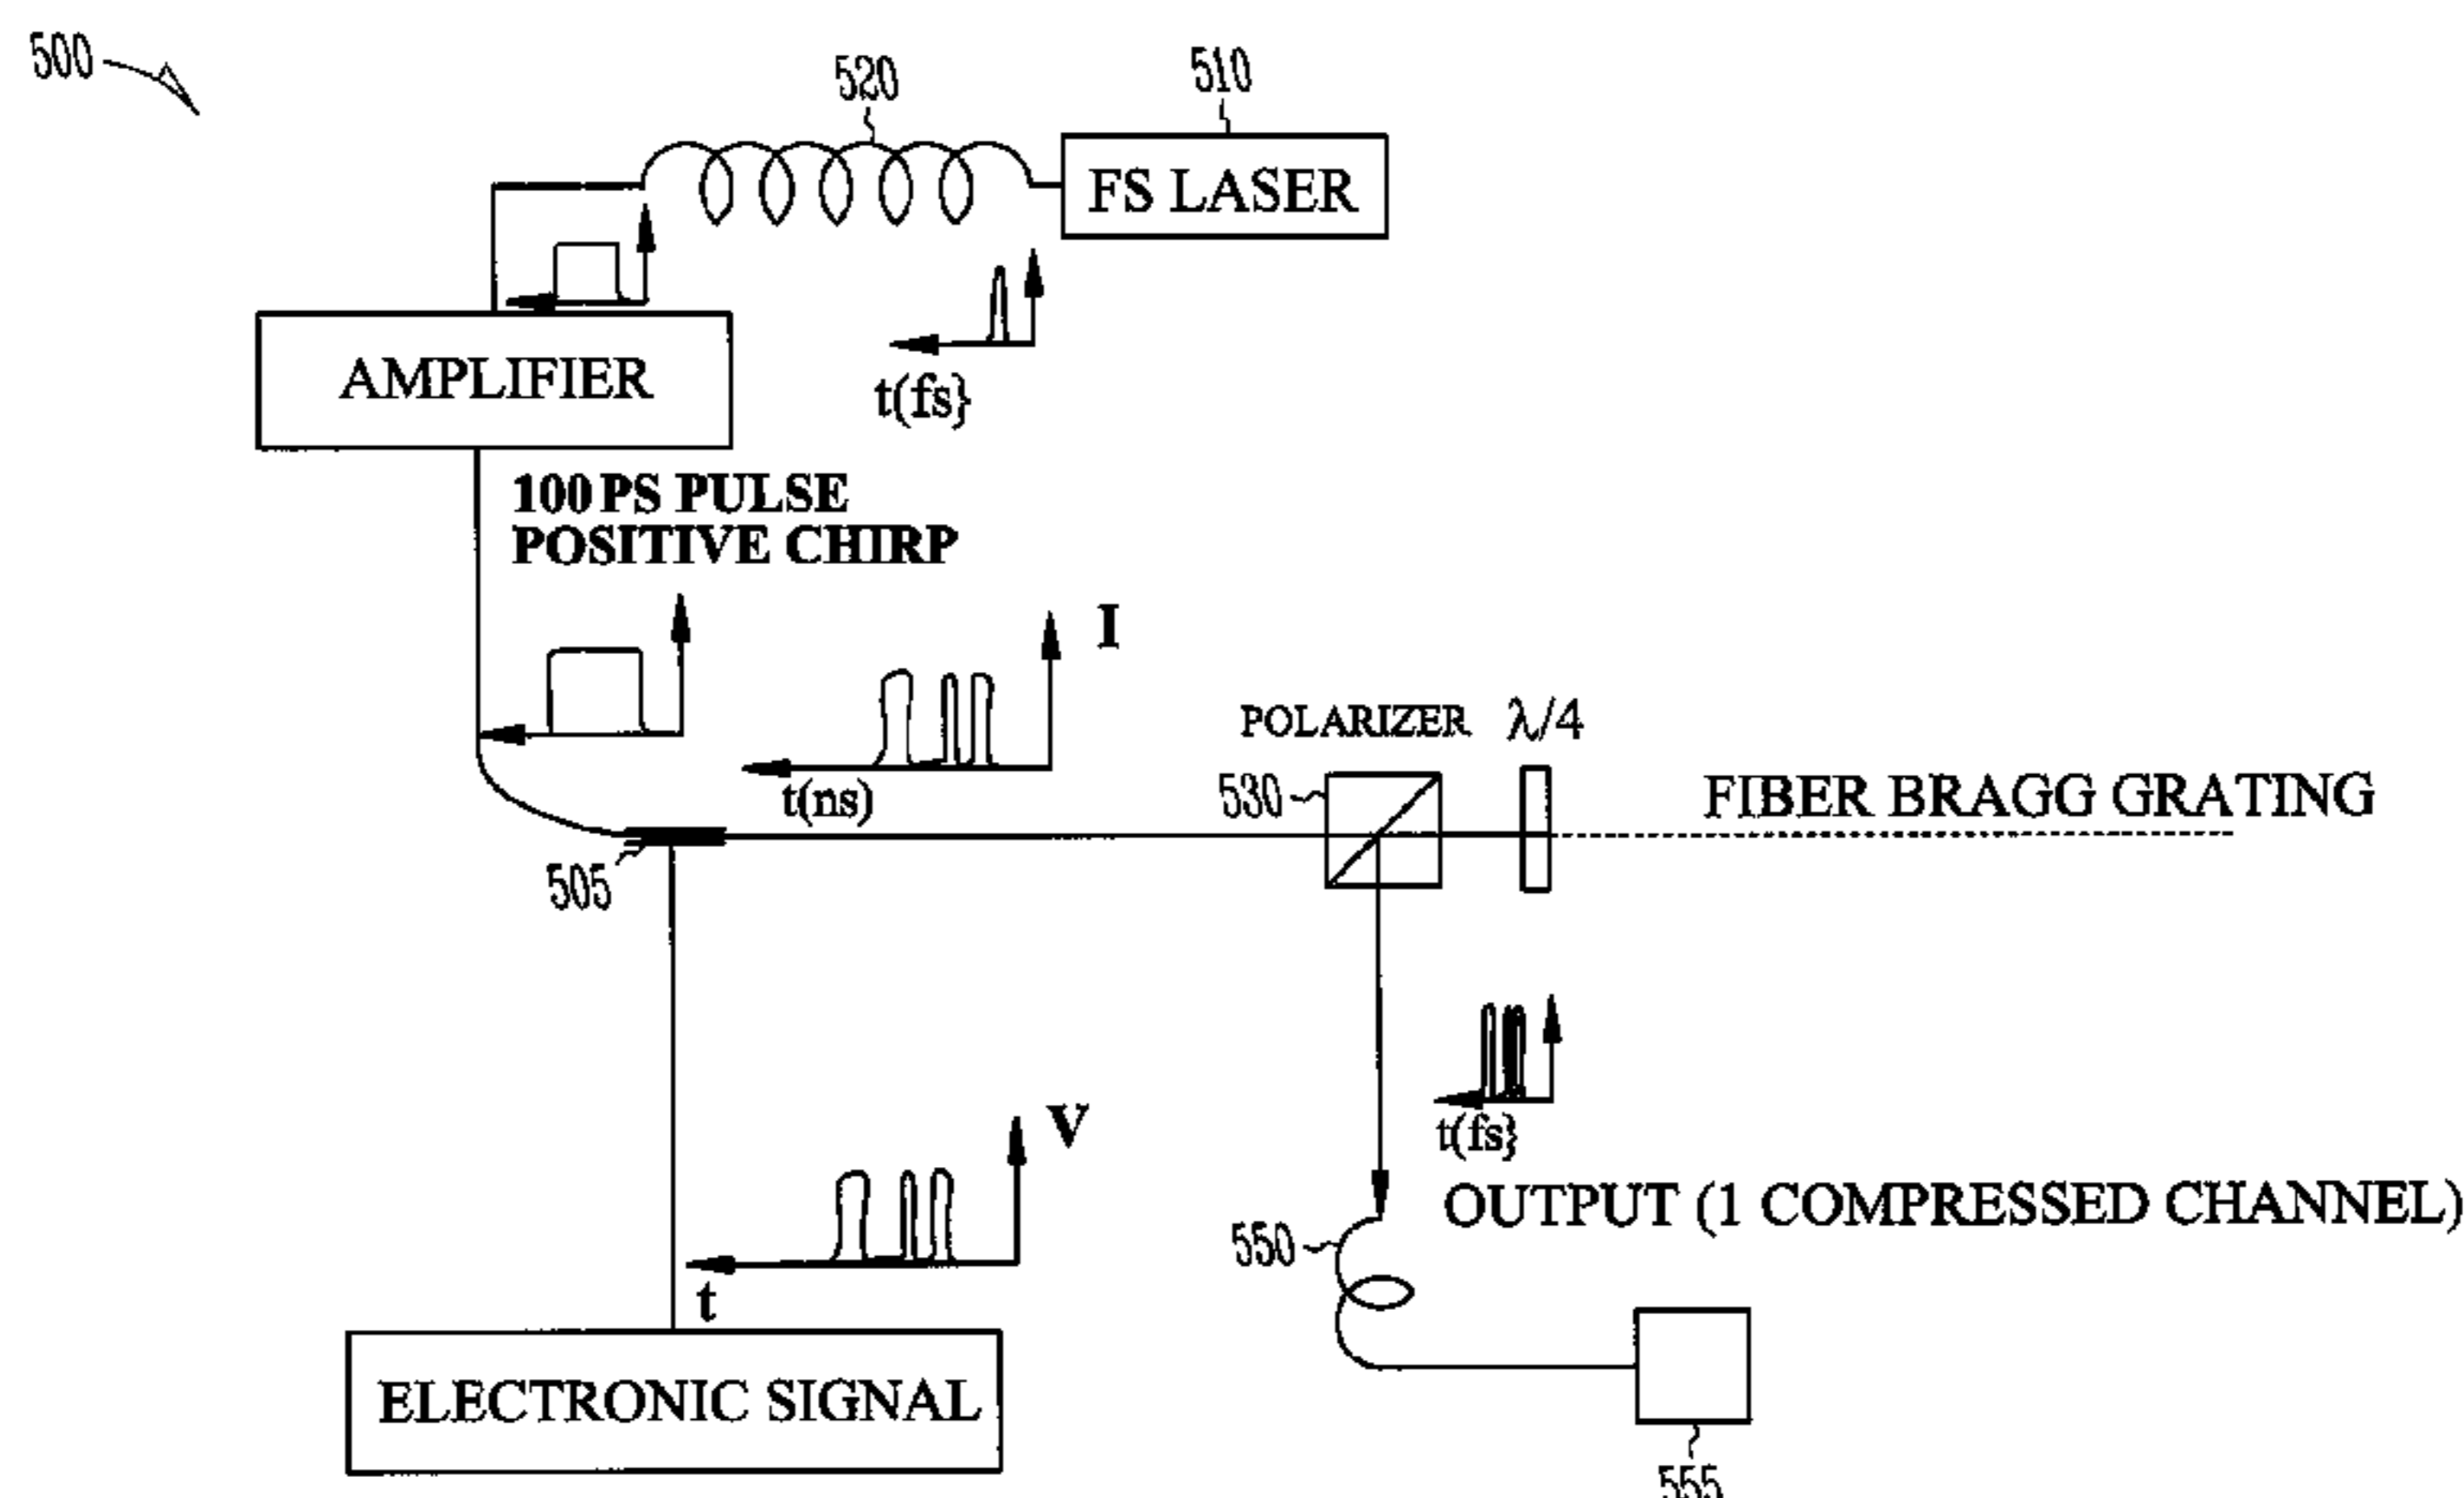 500
520
510
FS LASER
AMPLIFIER
t(fs}
100 PS PULSE
POSITIVE CHIRP
I
t(ns)
POLARIZER
λ/4
530
FIBER BRAGG GRATING
505
V
t
t(fs}
OUTPUT (1 COMPRESSED CHANNEL)
550
ELECTRONIC SIGNAL
555